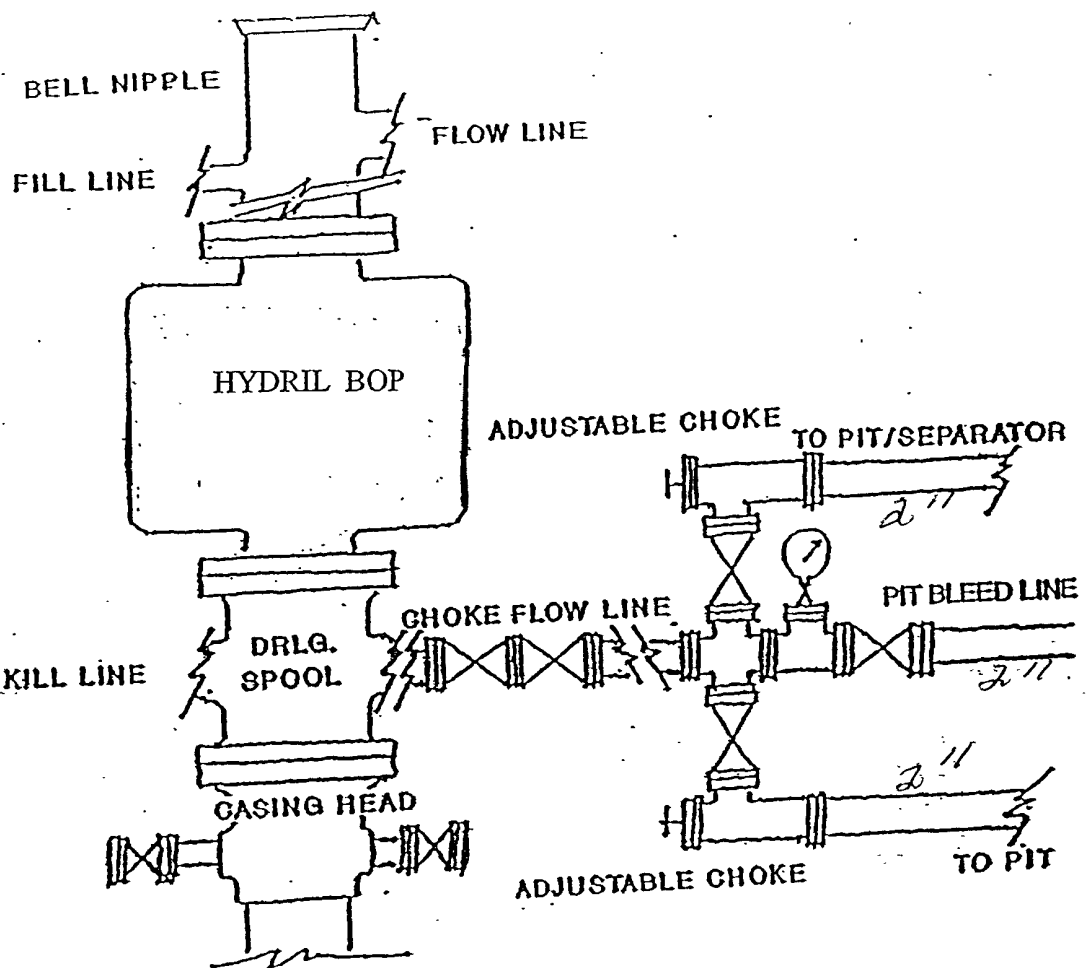 BELL NIPPLE
FLOW LINE
FILL LINE
HYDRIL BOP
ADJUSTABLE CHOKE
TO PIT/SEPARATOR
2"
CHOKE FLOW LINE
PIT BLEED LINE
KILL LINE
DRLG.
SPOOL
2"
2"
CASING HEAD
ADJUSTABLE CHOKE
TO PIT